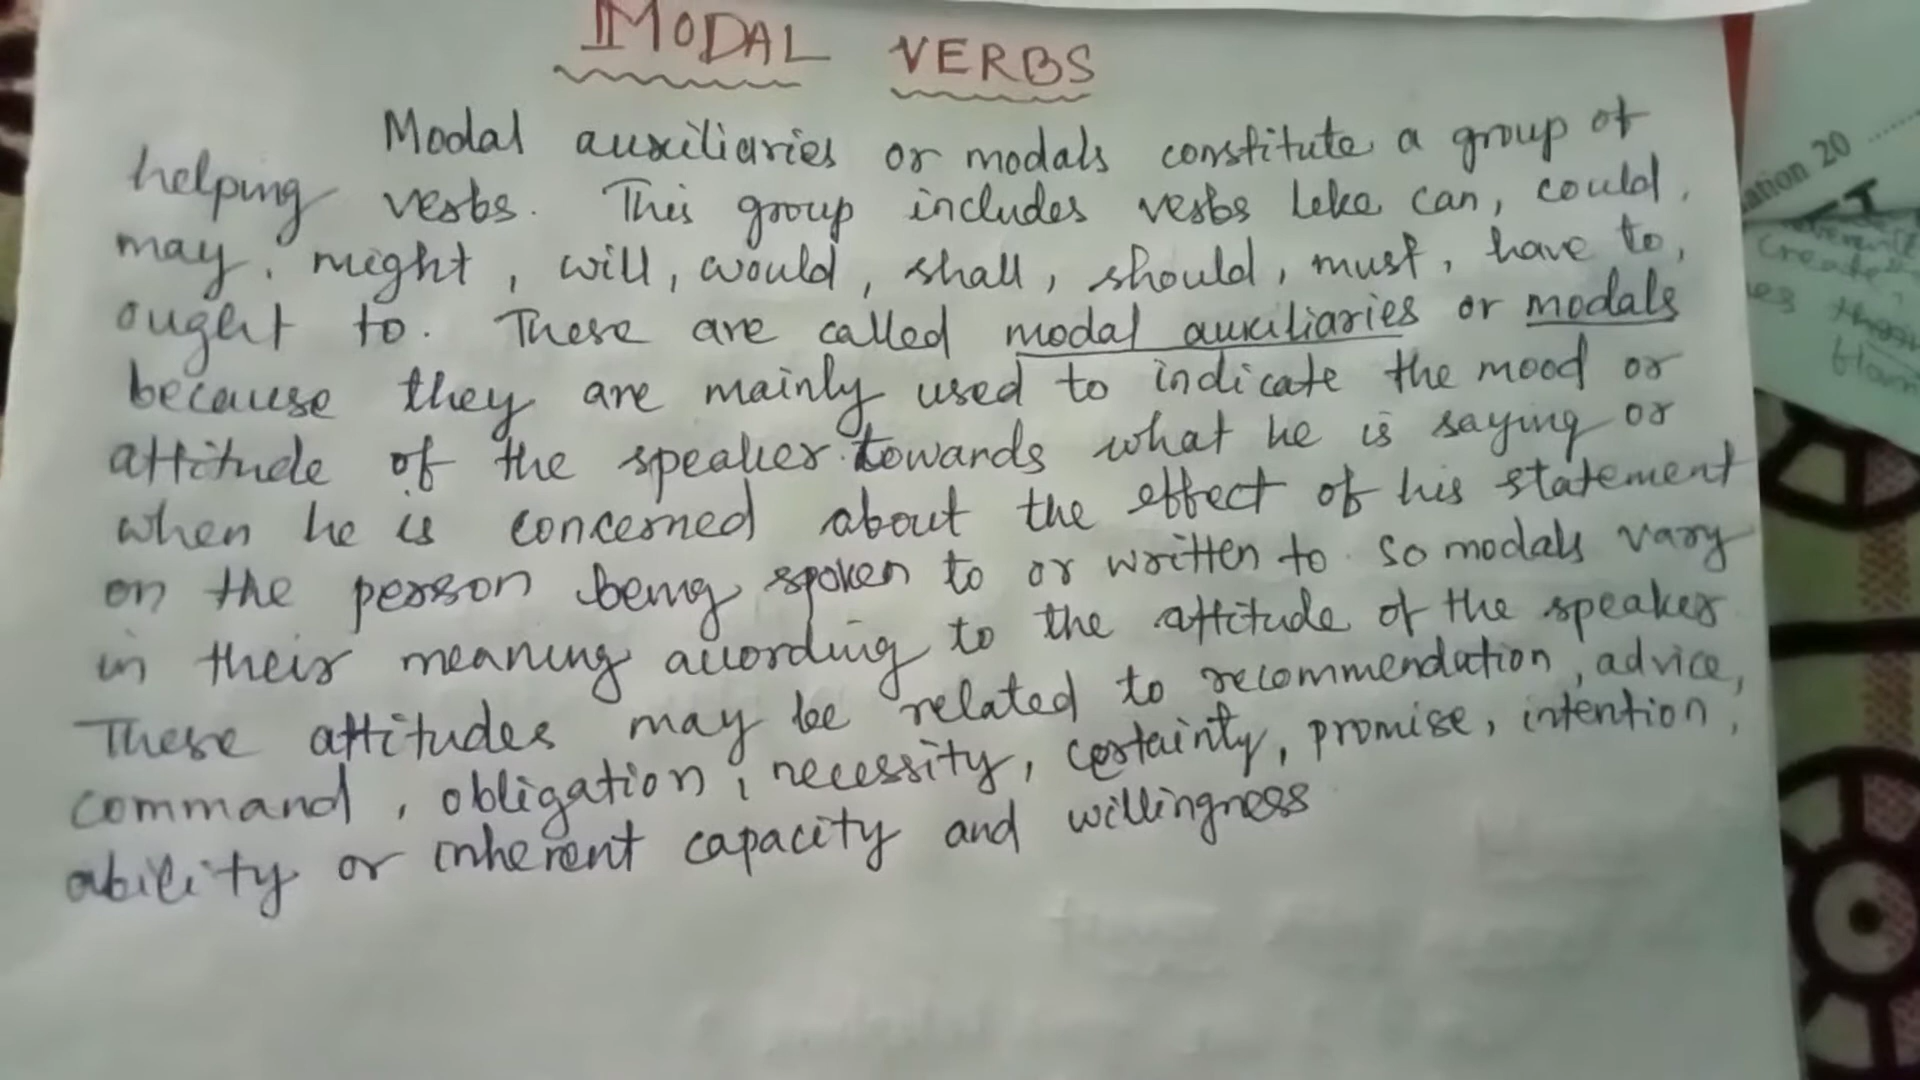 MODAL VERBS
Modal auxiliaries or modals constitute a group of
helping verbs. This group includes verbs like can, could,
may, might, will, would, shall, should, must, have to,
ought to. These are called modal auxiliaries or modals
because they are mainly used to indicate the mood or
attitude of the speaker towards what he is saying or
when he is concerned about the effect of his statement
on the person being spoken to or written to. So modals vary
in their meaning according to the attitude of the speaker
These attitudes may be related to recommendation, advice,
command, obligation, necessity, certainty, promise, intention,
ability or inherent capacity and willingness
ation 20
create